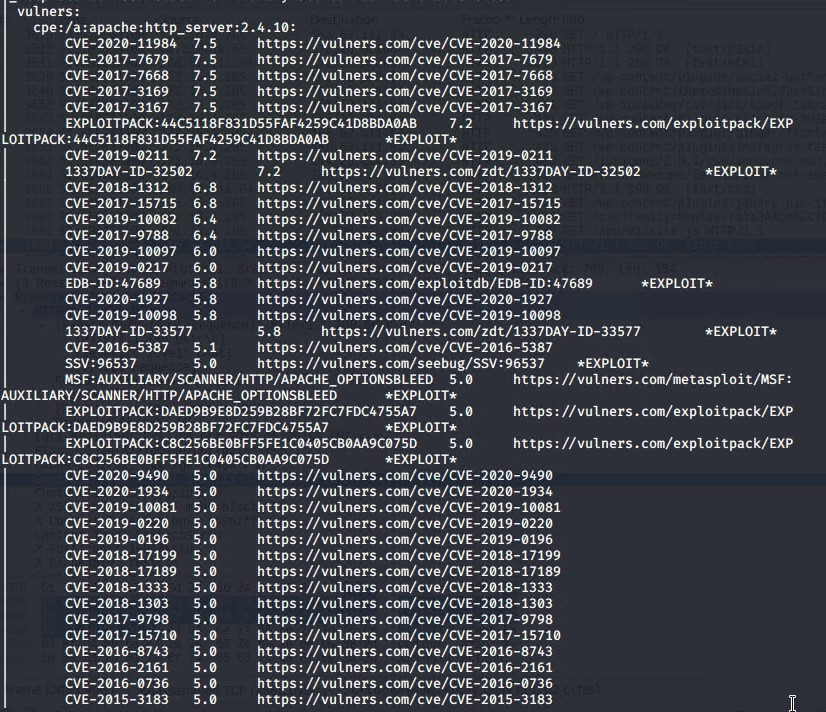 vulners:
cpe:/a:apache:http_server:2.4.10:
CVE-2020-11984 7.5 https://vulners.com/cve/CVE-2020-11984
CVE-2017-7679 7.5 https://vulners.com/cve/CVE-2017-7679
CVE-2017-7668 7.5 https://vulners.com/cve/CVE-2017-7668
CVE-2017-3169 7.5 https://vulners.com/cve/CVE-2017-3169
CVE-2017-3167 7.5 https://vulners.com/cve/CVE-2017-3167
EXPLOITPACK:44C5118F831D55FAF4259C41D8BDA0AB 7.2 https://vulners.com/exploitpack/EXP
LOITPACK:44C5118F831D55FAF4259C41D8BDA0AB *EXPLOIT*
CVE-2019-0211 7.2 https://vulners.com/cve/CVE-2019-0211
1337DAY-ID-32502 7.2 https://vulners.com/zdt/1337DAY-ID-32502 *EXPLOIT*
CVE-2018-1312 6.8 https://vulners.com/cve/CVE-2018-1312
CVE-2017-15715 6.8 https://vulners.com/cve/CVE-2017-15715
CVE-2019-10082 6.4 https://vulners.com/cve/CVE-2019-10082
CVE-2017-9788 6.4 https://vulners.com/cve/CVE-2017-9788
CVE-2019-10097 6.0 https://vulners.com/cve/CVE-2019-10097
CVE-2019-0217 6.0 https://vulners.com/cve/CVE-2019-0217
EDB-ID:47689 5.8 https://vulners.com/exploitdb/EDB-ID:47689 *EXPLOIT*
CVE-2020-1927 5.8 https://vulners.com/cve/CVE-2020-1927
CVE-2019-10098 5.8 https://vulners.com/cve/CVE-2019-10098
1337DAY-ID-33577 5.8 https://vulners.com/zdt/1337DAY-ID-33577 *EXPLOIT*
CVE-2016-5387 5.1 https://vulners.com/cve/CVE-2016-5387
SSV:96537 5.0 https://vulners.com/seebug/SSV:96537 *EXPLOIT*
MSF:AUXILIARY/SCANNER/HTTP/APACHE_OPTIONSBLEED 5.0 https://vulners.com/metasploit/MSF:
AUXILIARY/SCANNER/HTTP/APACHE_OPTIONSBLEED *EXPLOIT*
EXPLOITPACK:DAED9B9E8D259B28BF72FC7FDC4755A7 5.0 https://vulners.com/exploitpack/EXP
LOITPACK:DAED9B9E8D259B28BF72FC7FDC4755A7 *EXPLOIT*
EXPLOITPACK:C8C256BE0BFF5FE1C0405CB0AA9C075D 5.0 https://vulners.com/exploitpack/EXP
LOITPACK:C8C256BE0BFF5FE1C0405CB0AA9C075D *EXPLOIT*
CVE-2020-9490 5.0 https://vulners.com/cve/CVE-2020-9490
CVE-2020-1934 5.0 https://vulners.com/cve/CVE-2020-1934
CVE-2019-10081 5.0 https://vulners.com/cve/CVE-2019-10081
CVE-2019-0220 5.0 https://vulners.com/cve/CVE-2019-0220
CVE-2019-0196 5.0 https://vulners.com/cve/CVE-2019-0196
CVE-2018-17199 5.0 https://vulners.com/cve/CVE-2018-17199
CVE-2018-17189 5.0 https://vulners.com/cve/CVE-2018-17189
CVE-2018-1333 5.0 https://vulners.com/cve/CVE-2018-1333
CVE-2018-1303 5.0 https://vulners.com/cve/CVE-2018-1303
CVE-2017-9798 5.0 https://vulners.com/cve/CVE-2017-9798
CVE-2017-15710 5.0 https://vulners.com/cve/CVE-2017-15710
CVE-2016-8743 5.0 https://vulners.com/cve/CVE-2016-8743
CVE-2016-2161 5.0 https://vulners.com/cve/CVE-2016-2161
CVE-2016-0736 5.0 https://vulners.com/cve/CVE-2016-0736
CVE-2015-3183 5.0 https://vulners.com/cve/CVE-2015-3183